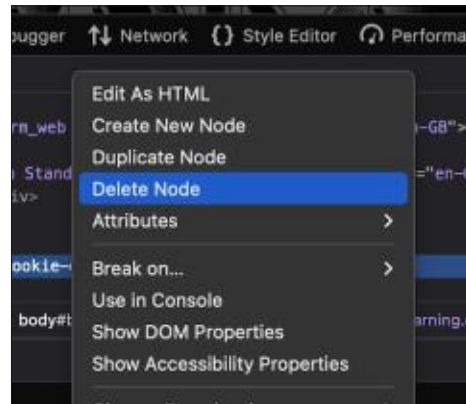 bugger Network {} Style Editor Performa
Edit As HTML
rn_web Create New Node -GB">
Duplicate Node
Stand Delete Node ="en-
iv> Attributes
ookie- Break on...
Use in Console
body#b Show DOM Properties arning.
Show Accessibility Properties